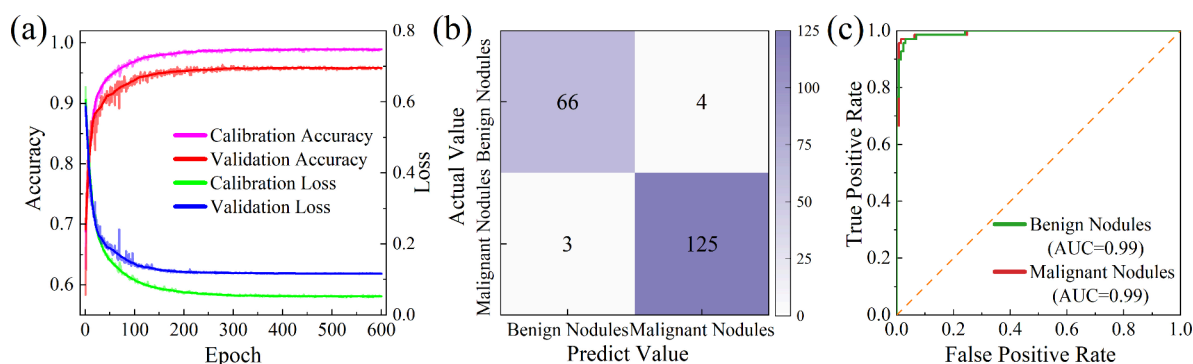 (a)
Accuracy
1.0
0.9
0.8
0.7
0.6
0.8
0.6
0.4
0.2
0.0
Loss
Calibration Accuracy
Validation Accuracy
Calibration Loss
Validation Loss
0 100 200 300 400 500 600
Epoch
(b)
Actual Value
Benign Nodules
Malignant Nodules
66 4
3 125
Benign Nodules Malignant Nodules
Predict Value
125
100
75
50
25
0
(c)
True Positive Rate
1.0
0.8
0.6
0.4
0.2
0.0
Benign Nodules
(AUC=0.99)
Malignant Nodules
(AUC=0.99)
0.0 0.2 0.4 0.6 0.8 1.0
False Positive Rate